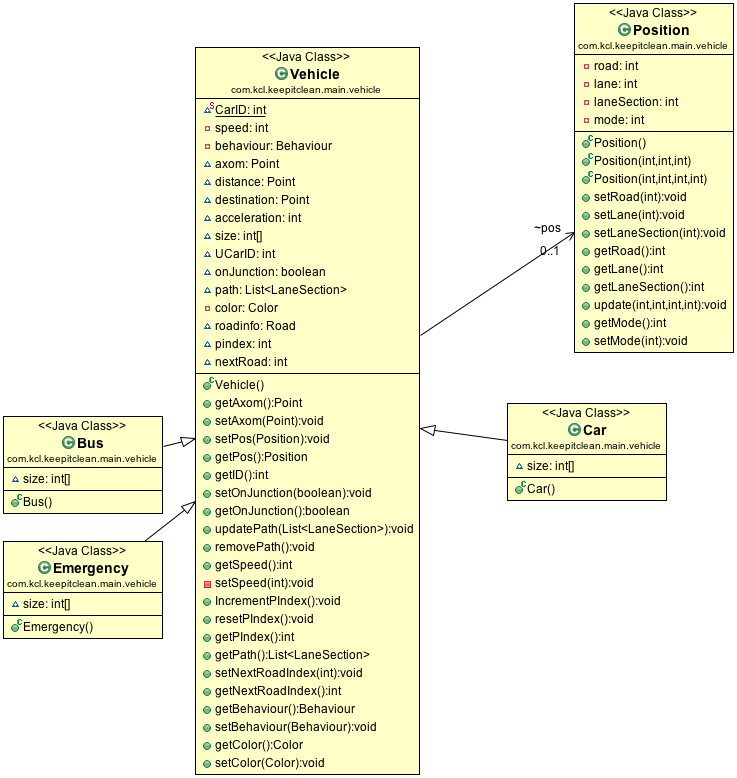 <<Java Class>>
Position
com.kcl.keepitclean.main.vehicle
road: int
lane: int
laneSection: int
mode: int
Position()
Position(int,int,int)
Position(int,int,int,int)
setRoad(int):void
setLane(int):void
setLaneSection(int):void
getRoad():int
getLane():int
getLaneSection():int
update(int,int,int,int):void
getMode():int
setMode(int):void
<<Java Class>>
Vehicle
com.kcl.keepitclean.main.vehicle
CarID: int
speed: int
behaviour: Behaviour
axom: Point
distance: Point
destination: Point
acceleration: int
size: int[]
UCarID: int
onJunction: boolean
path: List<LaneSection>
color: Color
roadinfo: Road
pindex: int
nextRoad: int
Vehicle()
getAxom():Point
setAxom(Point):void
setPos(Position):void
getPos():Position
getID():int
setOnJunction(boolean):void
getOnJunction():boolean
updatePath(List<LaneSection>):void
removePath():void
getSpeed():int
setSpeed(int):void
IncrementPIndex():void
resetPIndex():void
getPIndex():int
getPath():List<LaneSection>
setNextRoadIndex(int):void
getNextRoadIndex():int
getBehaviour():Behaviour
setBehaviour(Behaviour):void
getColor():Color
setColor(Color):void
~pos
0..1
<<Java Class>>
Bus
com.kcl.keepitclean.main.vehicle
size: int[]
Bus()
<<Java Class>>
Emergency
com.kcl.keepitclean.main.vehicle
size: int[]
Emergency()
<<Java Class>>
Car
com.kcl.keepitclean.main.vehicle
size: int[]
Car()